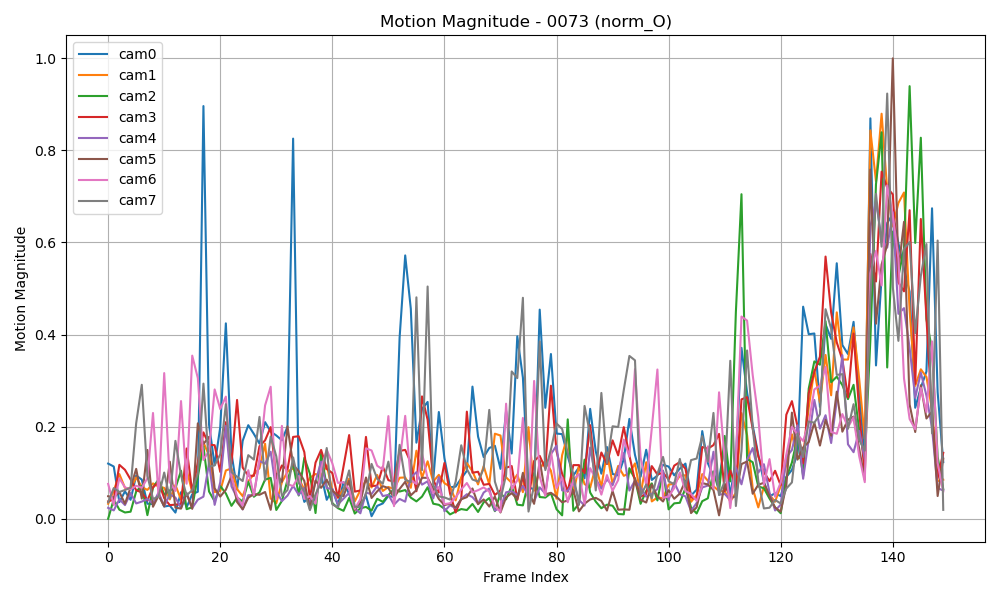 Motion Magnitude - 0073 (norm_O)
1.0
0.8
0.6
0.4
0.2
0.0
Motion Magnitude
cam0
cam1
cam2
cam3
cam4
cam5
cam6
cam7
0 20 40 60 80 100 120 140
Frame Index